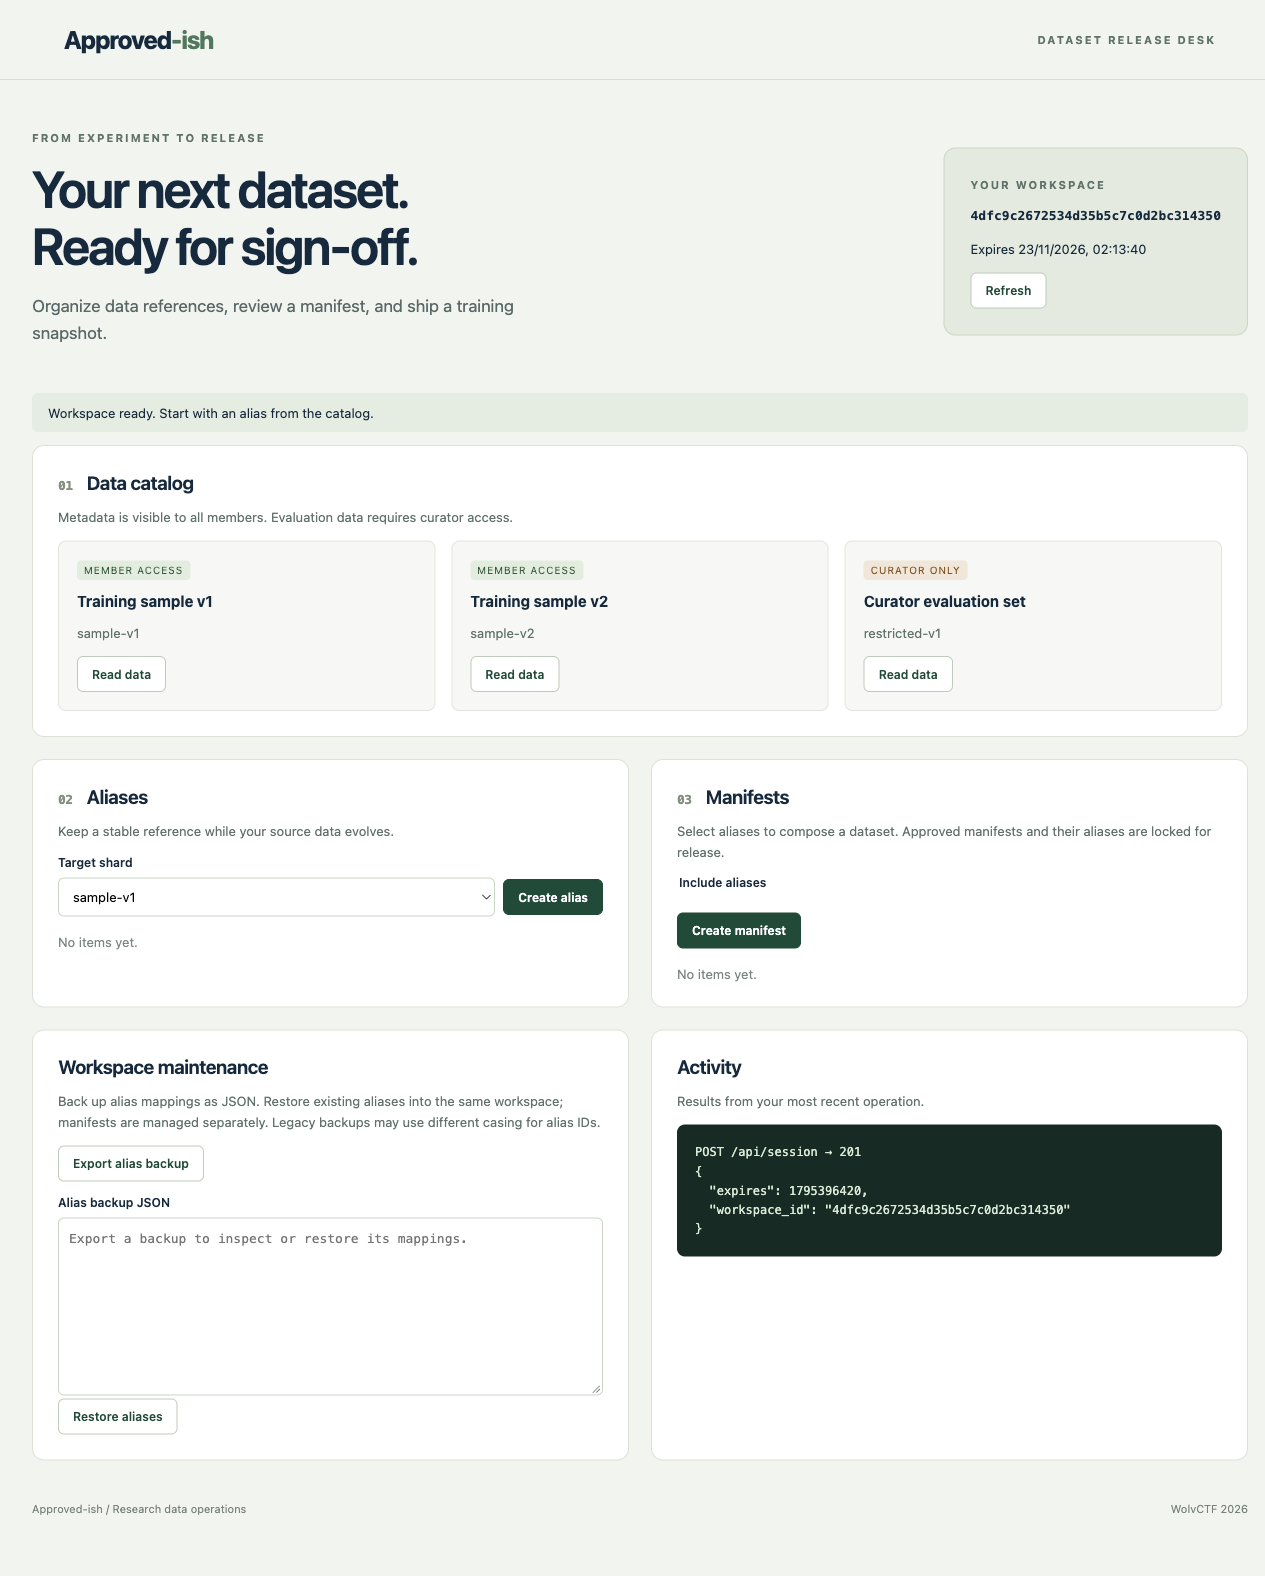 Approved-ish
DATASET RELEASE DESK
FROM EXPERIMENT TO RELEASE
Your next dataset.
Ready for sign-off.
Organize data references, review a manifest, and ship a training
snapshot.
YOUR WORKSPACE
4dfc9c2672534d35b5c7c0d2bc314350
Expires 23/11/2026, 02:13:40
Refresh
Workspace ready. Start with an alias from the catalog.
01 Data catalog
Metadata is visible to all members. Evaluation data requires curator access.
MEMBER ACCESS
Training sample v1
sample-v1
Read data
MEMBER ACCESS
Training sample v2
sample-v2
Read data
CURATOR ONLY
Curator evaluation set
restricted-v1
Read data
02 Aliases
Keep a stable reference while your source data evolves.
Target shard
sample-v1
Create alias
No items yet.
03 Manifests
Select aliases to compose a dataset. Approved manifests and their aliases are locked for
release.
Include aliases
Create manifest
No items yet.
Workspace maintenance
Back up alias mappings as JSON. Restore existing aliases into the same workspace;
manifests are managed separately. Legacy backups may use different casing for alias IDs.
Export alias backup
Alias backup JSON
Export a backup to inspect or restore its mappings.
Restore aliases
Activity
Results from your most recent operation.
POST /api/session → 201
{
"expires": 1795396420,
"workspace_id": "4dfc9c2672534d35b5c7c0d2bc314350"
}
Approved-ish / Research data operations
WolvCTF 2026